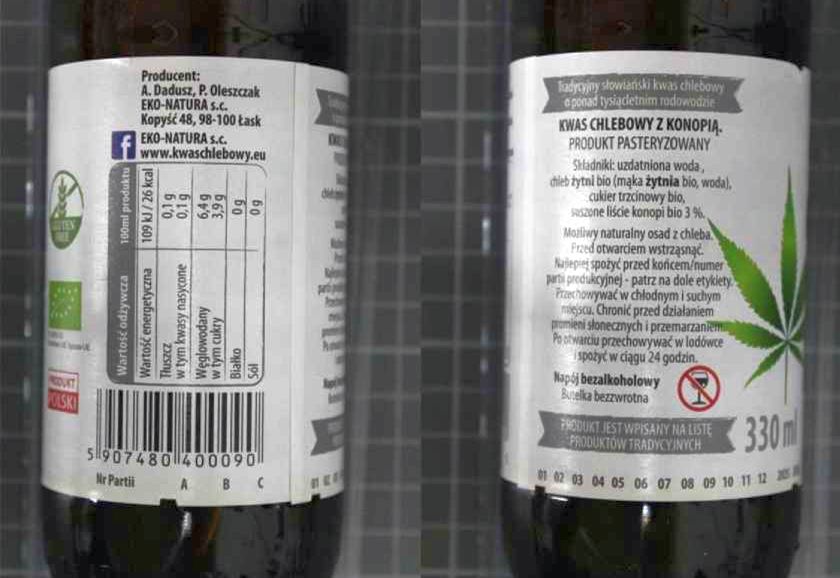 Producent:
A. Dadusz, P. Oleszczak
EKO-NATURA s.c.
Kopyść 48, 98-100 Łask
f EKO-NATURA s.c.
www.kwaschlebowy.eu
GLUTEN
FREE
PRODUKT
POLSKI
Wartość odżywcza 100ml produktu
Wartość energetyczna 109 kJ / 26 kcal
Tłuszcz 0,1 g
w tym kwasy nasycone 0,1 g
Węglowodany 6,4 g
w tym cukry 3,9 g
Białko 0 g
Sól 0 g
5 907480 400090
Nr Partii A B C
Tradycyjny słowiański kwas chlebowy
o ponad tysiącletnim rodowodzie
KWAS CHLEBOWY Z KONOPIĄ.
PRODUKT PASTERYZOWANY
Składniki: uzdatniona woda,
chleb żytni bio (mąka żytnia bio, woda),
cukier trzcinowy bio,
suszone liście konopi bio 3 %.
Możliwy naturalny osad z chleba.
Przed otwarciem wstrząsnąć.
Najlepiej spożyć przed końcem/numer
partii produkcyjnej - patrz na dole etykiety.
Przechowywać w chłodnym i suchym
miejscu. Chronić przed działaniem
promieni słonecznych i przemarzaniem.
Po otwarciu przechowywać w lodówce
i spożyć w ciągu 24 godzin.
Napój bezalkoholowy
Butelka bezzwrotna
PRODUKT JEST WPISANY NA LISTĘ
PRODUKTÓW TRADYCYJNYCH
330 ml
01 02 03 04 05 06 07 08 09 10 11 12 2025